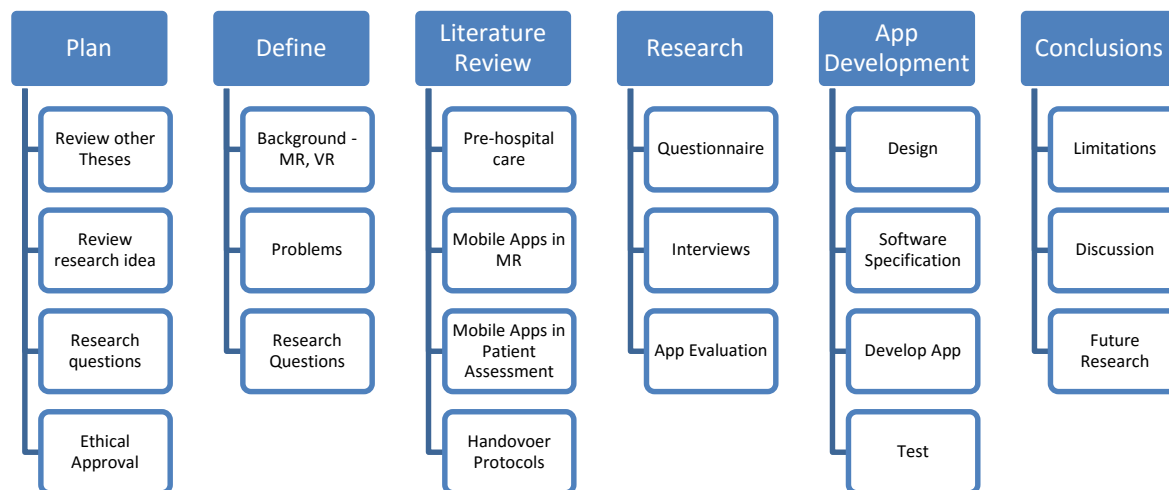 Plan
Review other
Theses
Review
research idea
Research
questions
Ethical
Approval
Define
Background -
MR, VR
Problems
Research
Questions
Literature
Review
Pre-hospital
care
Mobile Apps in
MR
Mobile Apps in
Patient
Assessment
Handovoer
Protocols
Research
Questionnaire
Interviews
App Evaluation
App
Development
Design
Software
Specification
Develop App
Test
Conclusions
Limitations
Discussion
Future
Research